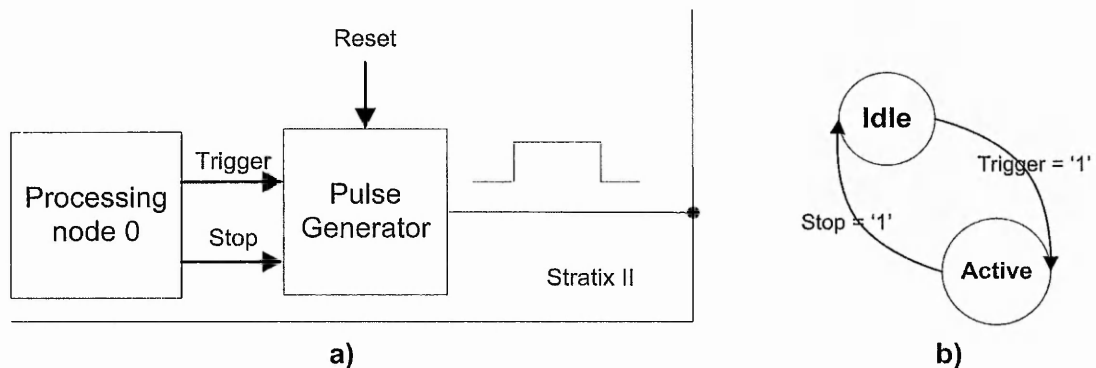 Reset
Processing
node 0
Trigger
Stop
Pulse
Generator
Stratix II
a)
Idle
Trigger = '1'
Stop = '1'
Active
b)